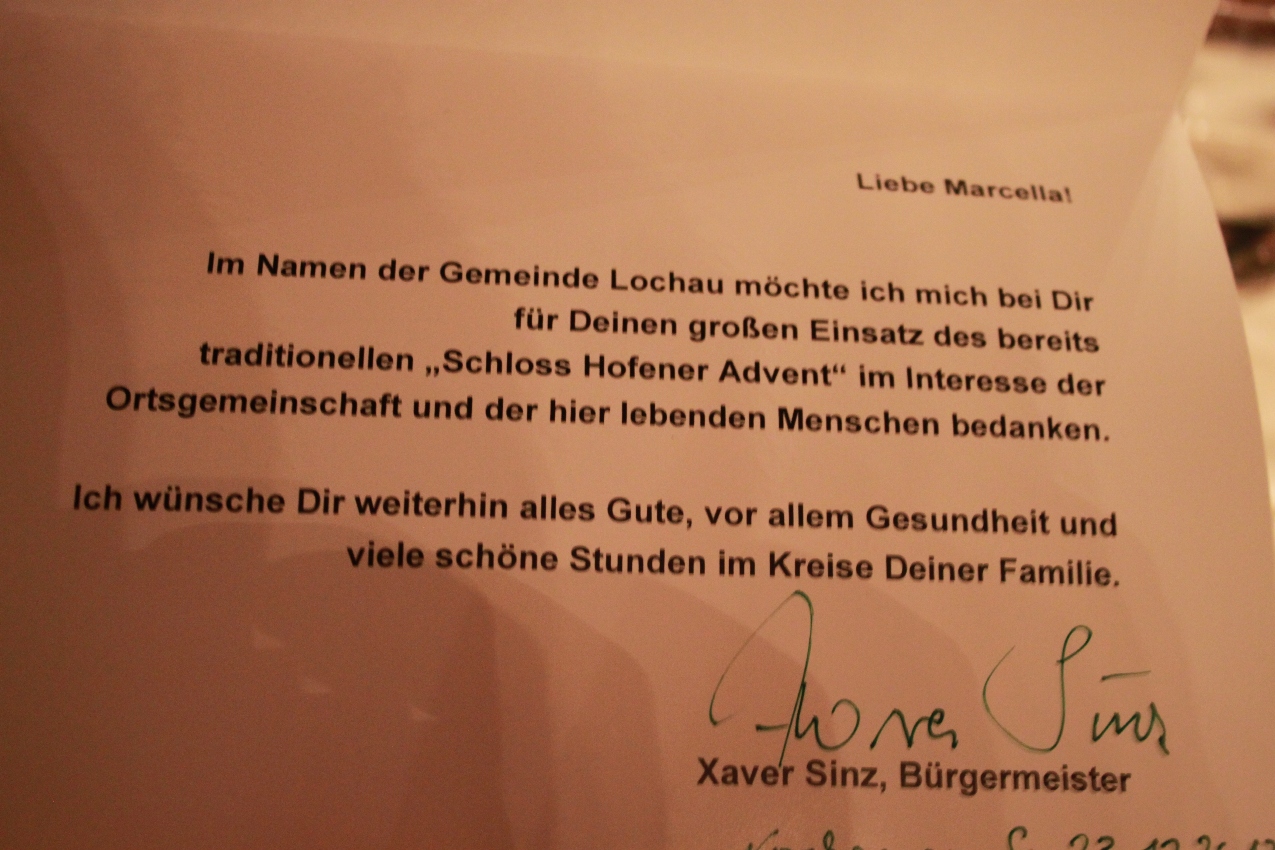 Liebe Marcella!
Im Namen der Gemeinde Lochau möchte ich mich bei Dir
für Deinen großen Einsatz des bereits
traditionellen „Schloss Hofener Advent“ im Interesse der
Ortsgemeinschaft und der hier lebenden Menschen bedanken.
Ich wünsche Dir weiterhin alles Gute, vor allem Gesundheit und
viele schöne Stunden im Kreise Deiner Familie.
Xaver Sinz
Xaver Sinz, Bürgermeister